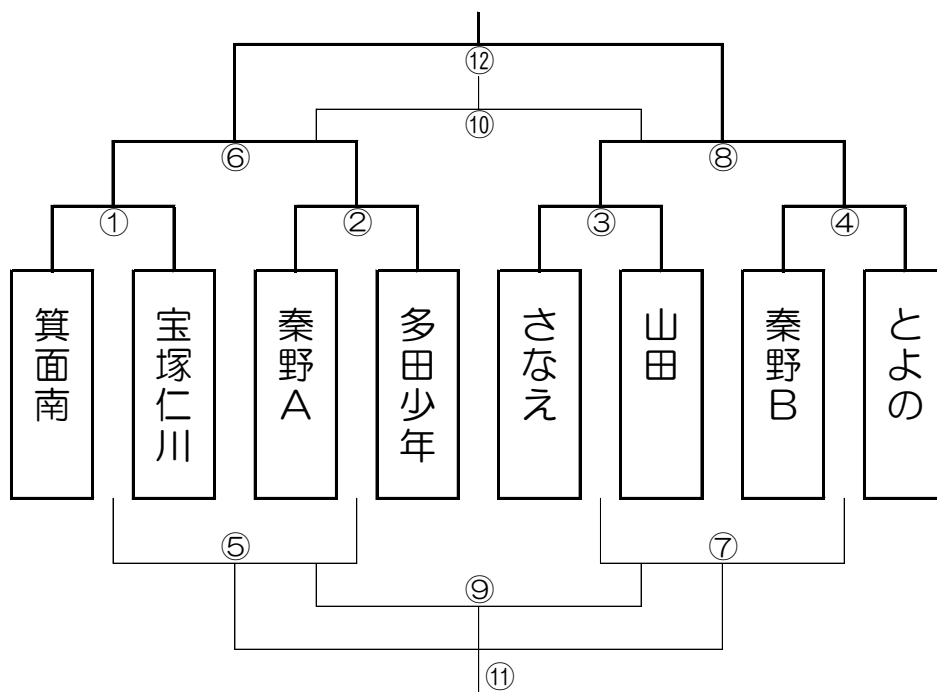 ⑫
⑩
⑥
⑧
①
②
③
④
箕面南
宝塚仁川
秦野A
多田少年
さなえ
山田
秦野B
とよの
⑤
⑦
⑨
⑪